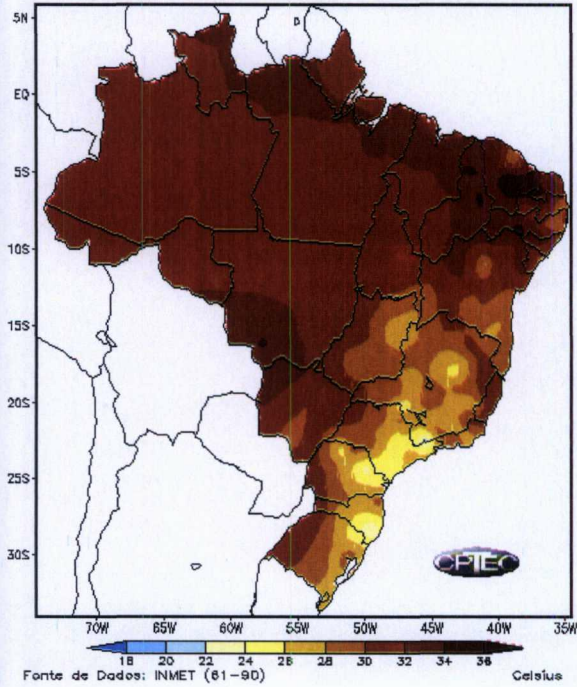 5N
EQ
5S
10S
15S
20S
25S
30S
70W 65W 60W 55W 50W 45W 40W 35W
CPTEC
18 20 22 24 26 28 30 32 34 36
Fonte de Dados: INMET (61-90) Celsius